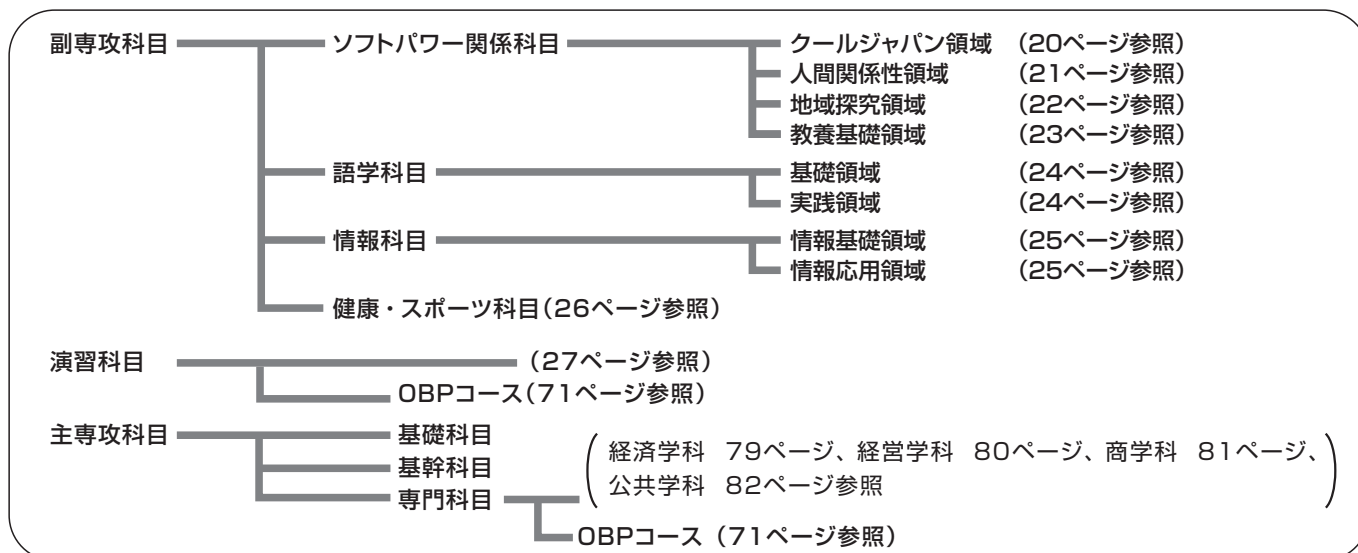 副専攻科目 ソフトパワー関係科目 クールジャパン領域 (20ページ参照)
人間関係性領域 (21ページ参照)
地域探究領域 (22ページ参照)
教養基礎領域 (23ページ参照)
語学科目 基礎領域 (24ページ参照)
実践領域 (24ページ参照)
情報科目 情報基礎領域 (25ページ参照)
情報応用領域 (25ページ参照)
健康・スポーツ科目(26ページ参照)
演習科目 (27ページ参照)
OBPコース(71ページ参照)
主専攻科目 基礎科目
基幹科目
専門科目
(経済学科 79ページ、経営学科 80ページ、商学科 81ページ、
公共学科 82ページ参照)
OBPコース(71ページ参照)